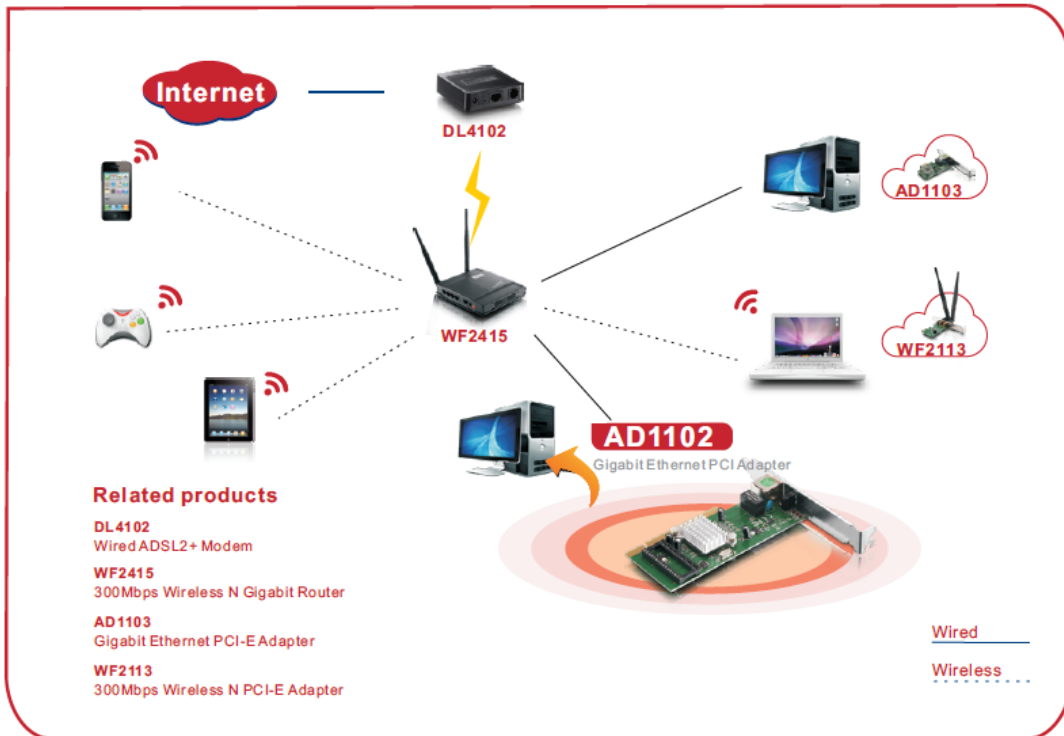 Internet
DL4102
AD1103
WF2415
WF2113
AD1102
Gigabit Ethernet PCI Adapter
Related products
DL4102
Wired ADSL2+ Modem
WF2415
300Mbps Wireless N Gigabit Router
AD1103
Gigabit Ethernet PCI-E Adapter
WF2113
300Mbps Wireless N PCI-E Adapter
Wired
Wireless